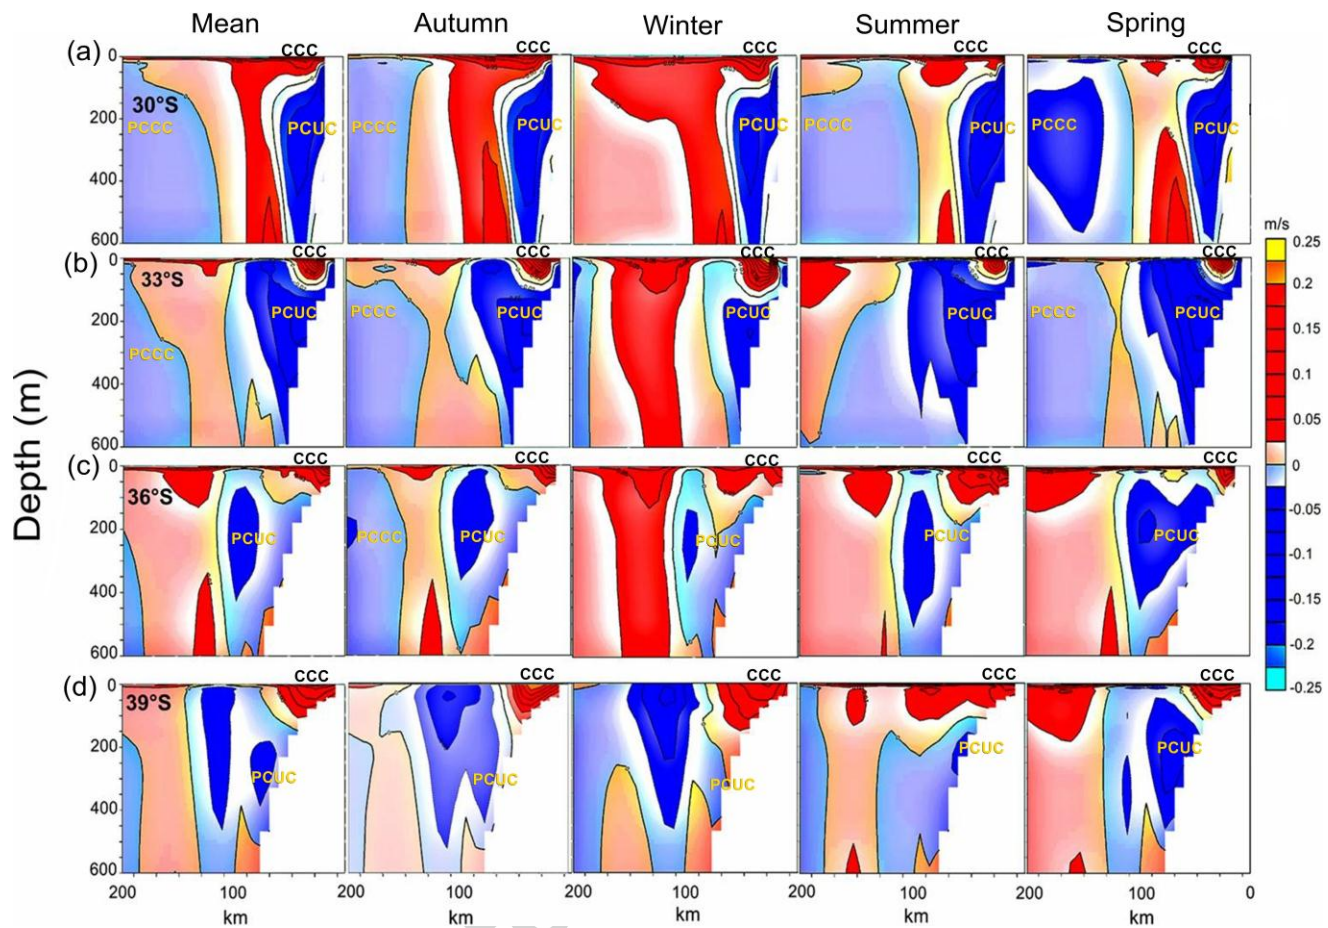 Mean Autumn Winter Summer Spring
(a) CCC CCC CCC CCC CCC
0
30°S
PCCC PCUC PCCC PCUC PCUC PCCC PCUC PCCC PCUC
200
400
600
(b) CCC CCC CCC CCC CCC
0
33°S
PCCC PCUC PCCC PCUC PCUC PCUC PCCC PCUC
200
400
600
(c) CCC CCC CCC CCC CCC
0
36°S
PCUC PCCC PCUC PCUC PCUC PCUC
200
400
600
(d) CCC CCC CCC CCC CCC
0
39°S
PCUC PCUC PCUC PCUC PCUC
200
400
600
200 100 200 100 200 100 200 100 200 100 0
km km km km km
Depth (m)
m/s
0.25
0.2
0.15
0.1
0.05
0
-0.05
-0.1
-0.15
-0.2
-0.25